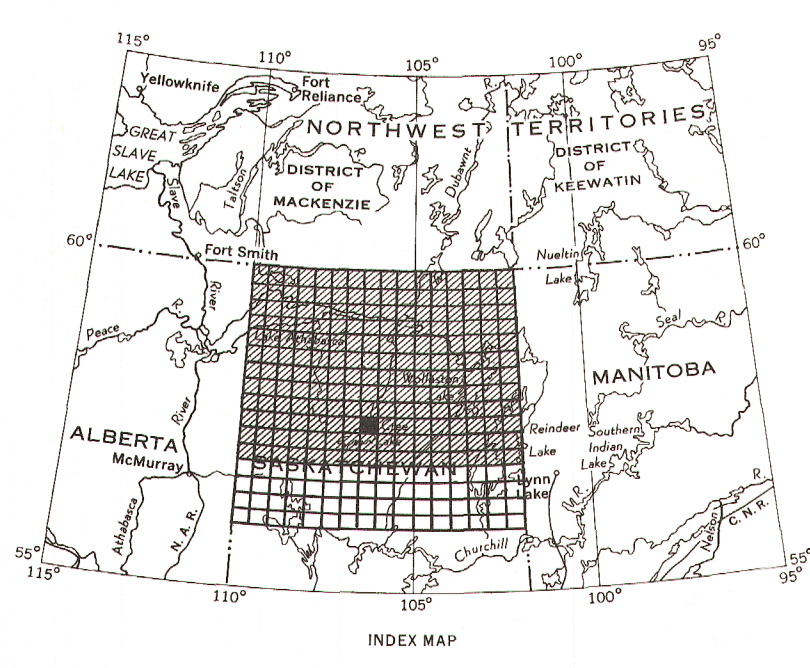 115°
110°
105°
100°
95°
Yellowknife
Fort
Reliance
R.
NORTHWEST TERRITORIES
GREAT
SLAVE
LAKE
Slave
Taltson
R.
DISTRICT
OF
MACKENZIE
Dubawnt
DISTRICT
OF
KEEWATIN
60°
Fort Smith
Nueltin
Lake
60°
River
R.
Peace
Lake Athabasca
Seal R.
Wollaston
Lake
MANITOBA
River
Cree
Lake
Reindeer
Lake
Southern
Indian
Lake
ALBERTA
McMurray
SASKATCHEWAN
Lynn
Lake
R.
R.
Athabasca
N. A. R.
Nelson
C. N. R.
Churchill
55°
115°
110°
105°
100°
55°
95°
INDEX MAP